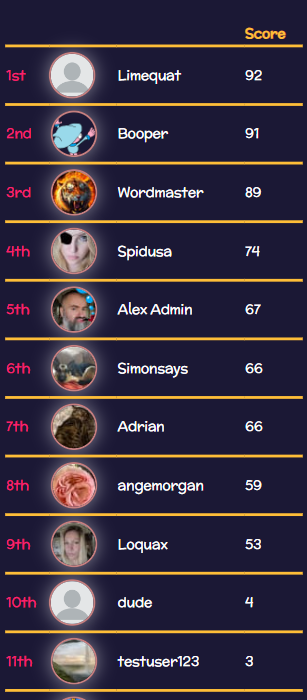 Score
1st Limequat 92
2nd Booper 91
3rd Wordmaster 89
4th Spidusa 74
5th Alex Admin 67
6th Simonsays 66
7th Adrian 66
8th angemorgan 59
9th Loquax 53
10th dude 4
11th testuser123 3